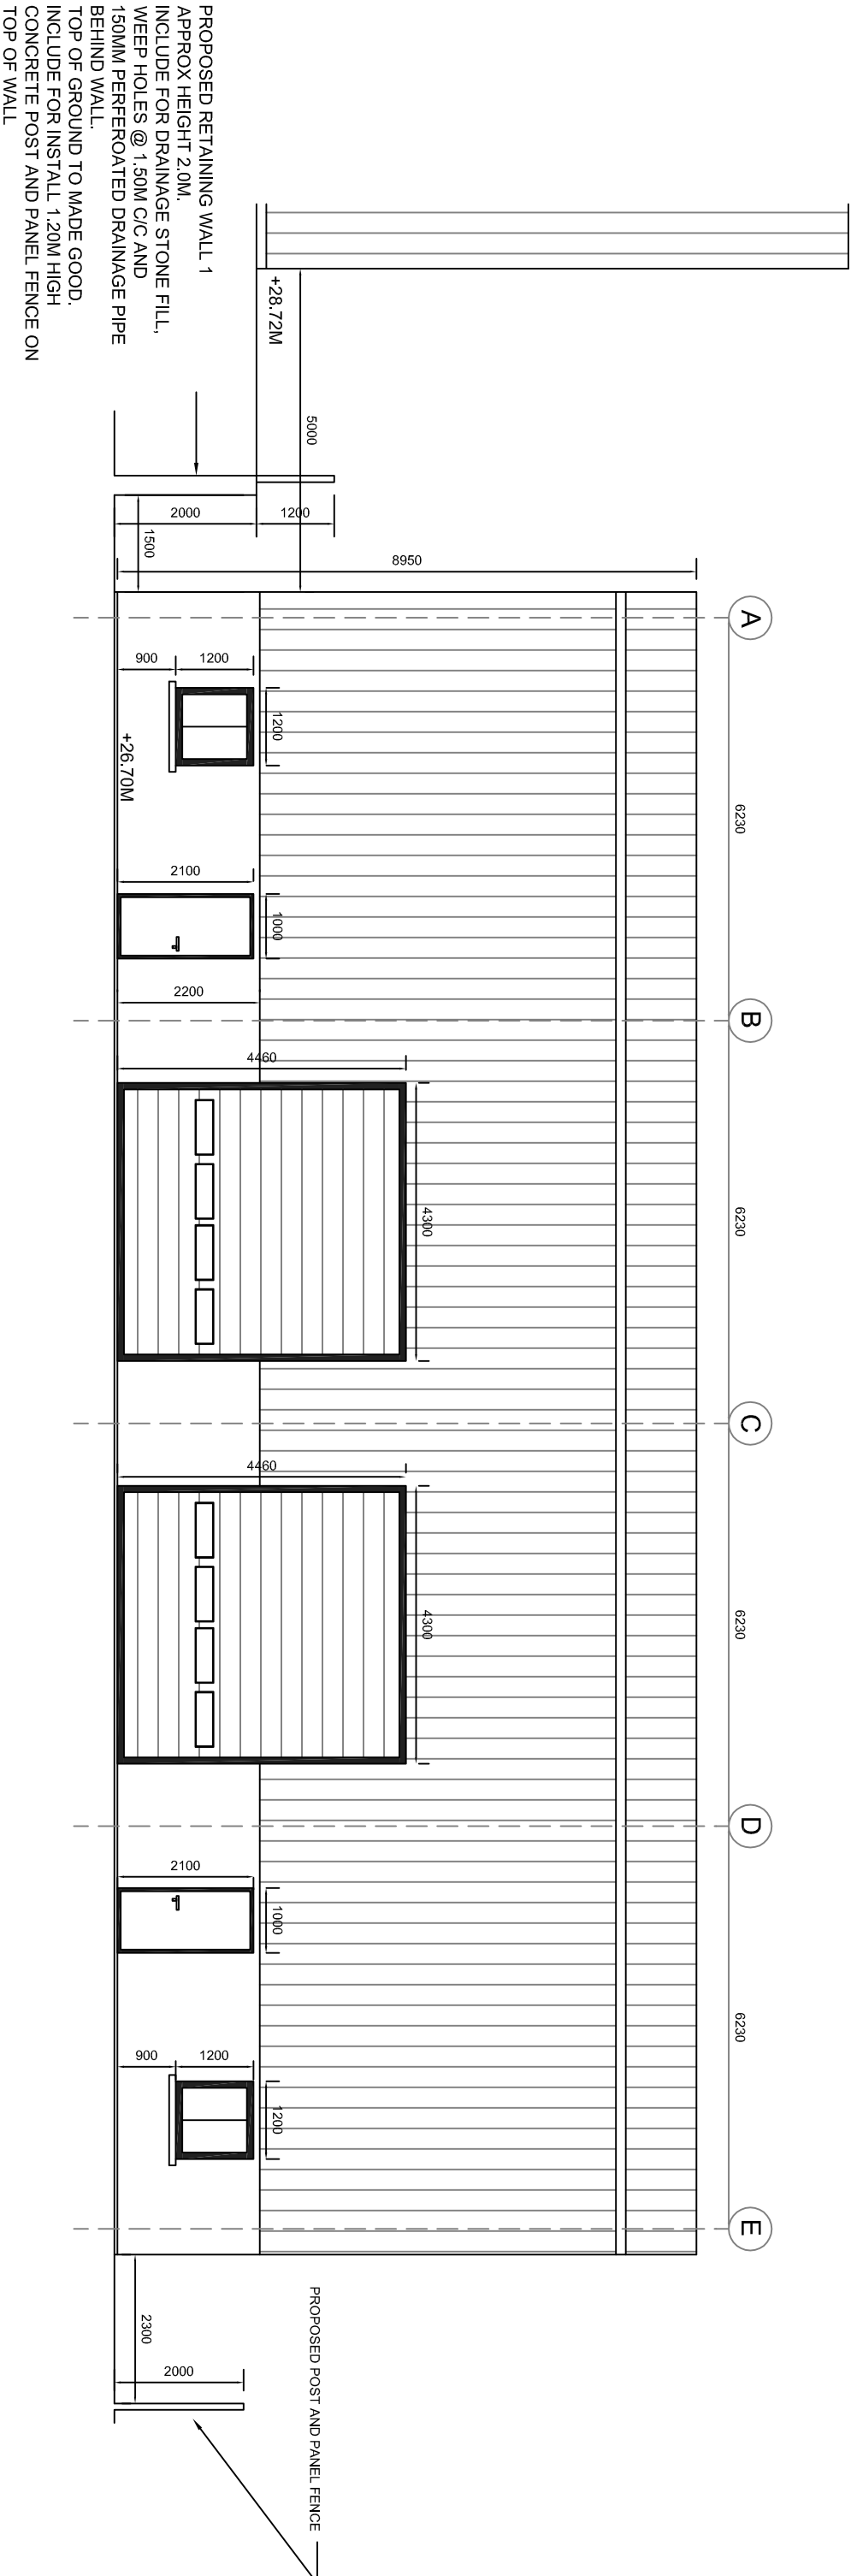 A
B
C
D
E
6230
6230
6230
6230
8950
+28.72M
5000
1200
2000
1500
PROPOSED RETAINING WALL 1
APPROX HEIGHT 2.0M.
INCLUDE FOR DRAINAGE STONE FILL,
WEEP HOLES @ 1.50M C/C AND
150MM PERFEROATED DRAINAGE PIPE
BEHIND WALL.
TOP OF GROUND TO MADE GOOD.
INCLUDE FOR INSTALL 1.20M HIGH
CONCRETE POST AND PANEL FENCE ON
TOP OF WALL
1200
1200
900
+26.70M
1000
2100
2200
4460
4300
4460
4300
1000
2100
1200
1200
900
PROPOSED POST AND PANEL FENCE
2300
2000